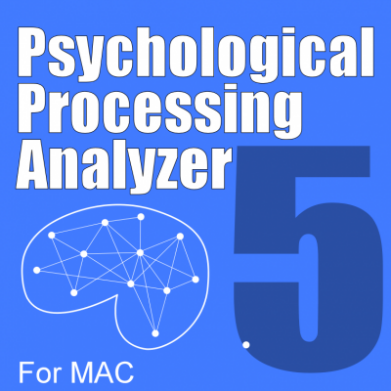 Psychological
Processing
Analyzer
5
For MAC